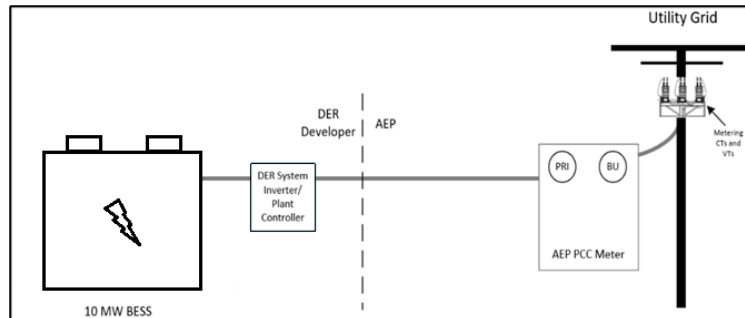 Utility Grid
DER
Developer
AEP
Metering
CTs and
VTs
DER System
Inverter/
Plant
Controller
PRI
BU
AEP PCC Meter
10 MW BESS